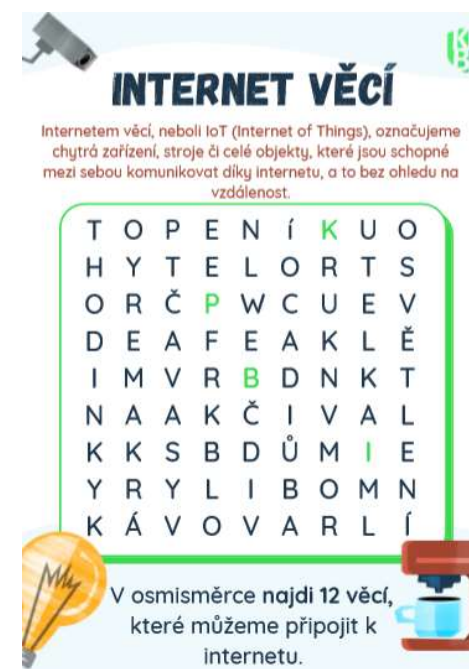 K
B
INTERNET VĚCÍ
Internetem věcí, neboli IoT (Internet of Things), označujeme
chytrá zařízení, stroje či celé objekty, které jsou schopné
mezi sebou komunikovat díky internetu, a to bez ohledu na
vzdálenost.
T O P E N Í K U O
H Y T E L O R T S
O R Č P W C U E V
D E A F E A K L Ě
I M V R B D N K T
N A A K Č I V A L
K K S B D Ů M I E
Y R Y L I B O M N
K Á V O V A R L Í
V osmisměrce najdi 12 věcí,
které můžeme připojit k
internetu.